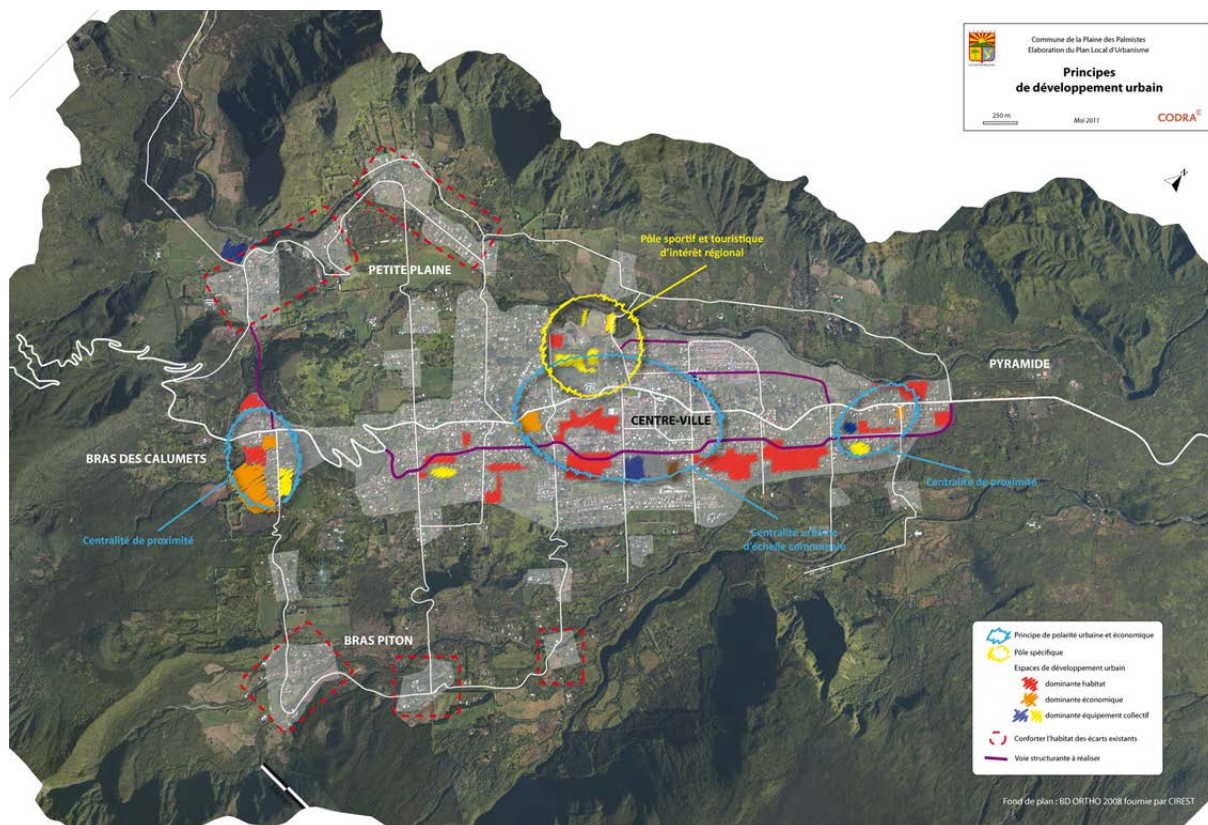 Commune de la Plaine des Palmistes
Elaboration du Plan Local d'Urbanisme
Principes
de développement urbain
250 m
Mai 2011
CODRA
N
Pôle sportif et touristique
d'intérêt régional
PETITE PLAINE
PYRAMIDE
CENTRE-VILLE
BRAS DES CALUMETS
Centralité de proximité
Centralité de proximité
Centralité urbaine
d'échelle communale
BRAS PITON
Principe de polarité urbaine et économique
Pôle spécifique
Espaces de développement urbain
dominante habitat
dominante économique
dominante équipement collectif
Conforter l'habitat des écarts existants
Voie structurante à réaliser
Fond de plan : BD ORTHO 2008 fournie par CIREST